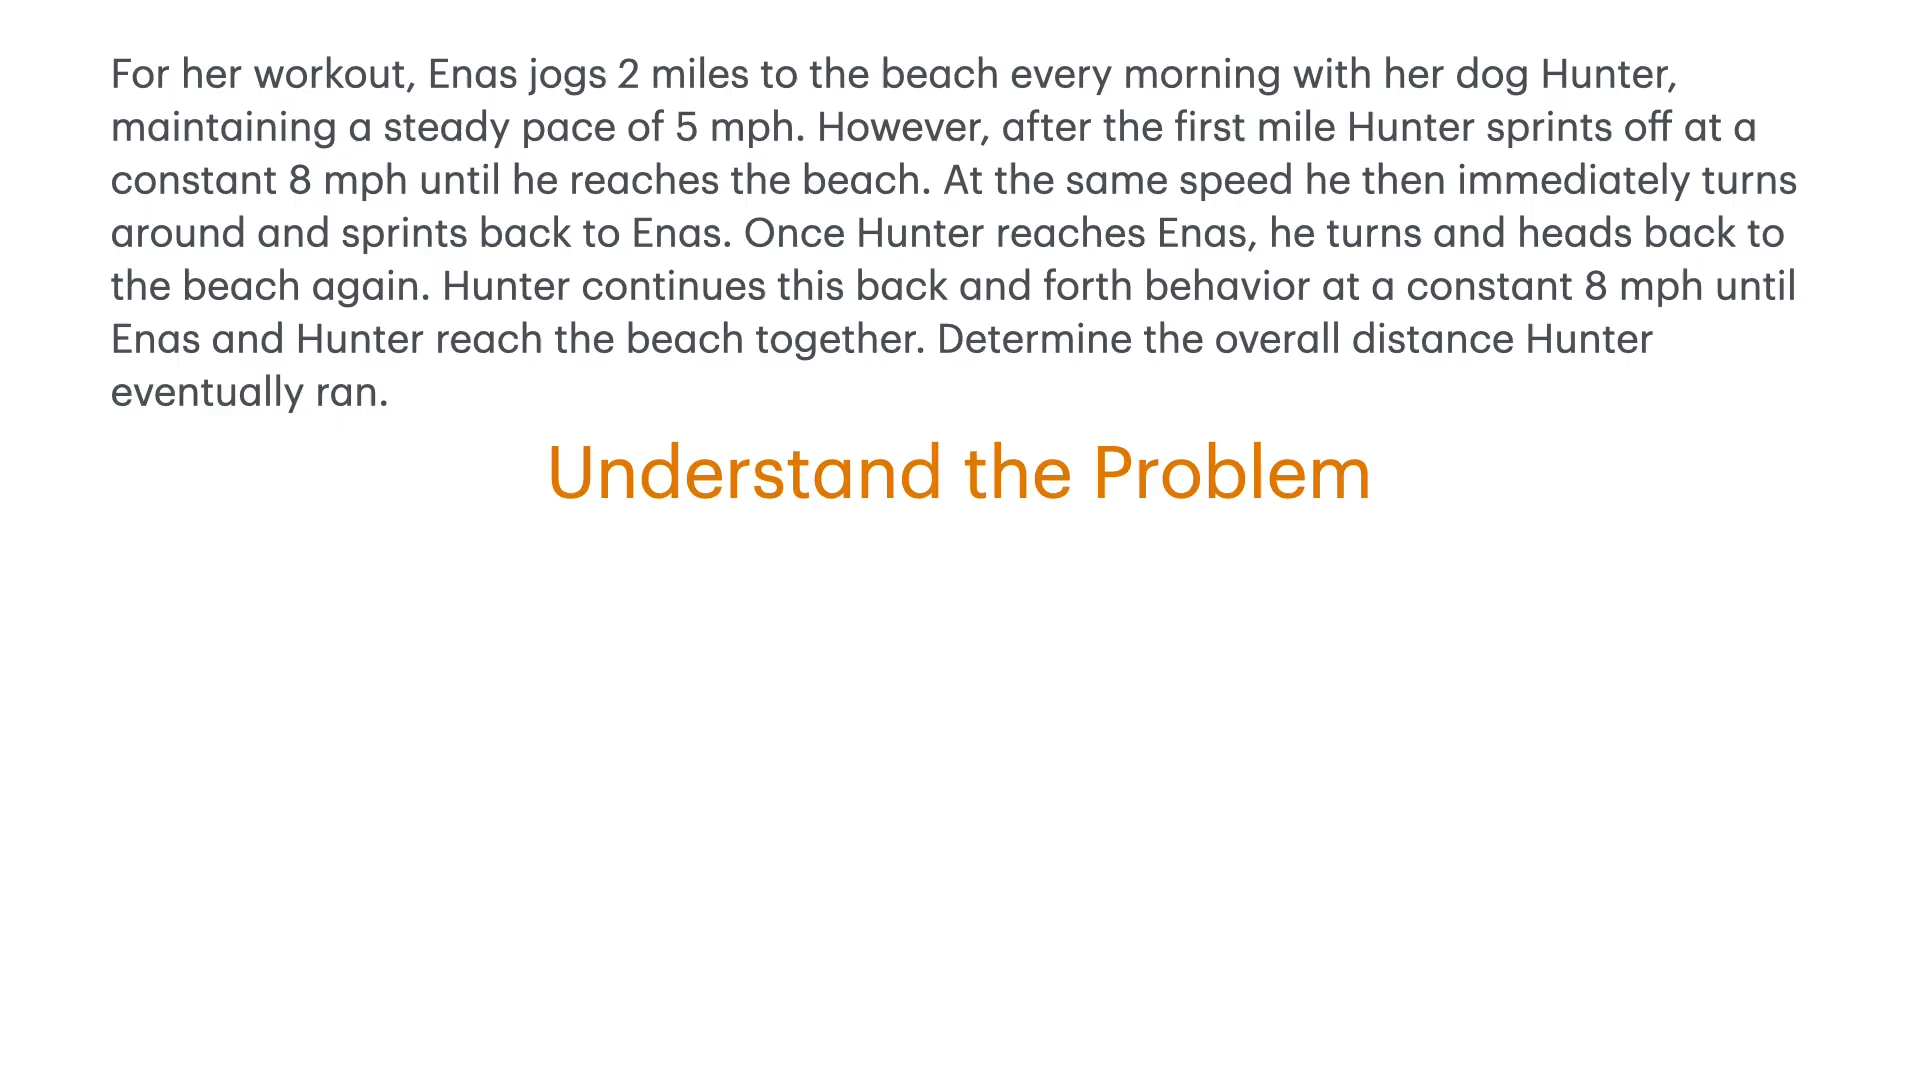 For her workout, Enas jogs 2 miles to the beach every morning with her dog Hunter,
maintaining a steady pace of 5 mph. However, after the first mile Hunter sprints off at a
constant 8 mph until he reaches the beach. At the same speed he then immediately turns
around and sprints back to Enas. Once Hunter reaches Enas, he turns and heads back to
the beach again. Hunter continues this back and forth behavior at a constant 8 mph until
Enas and Hunter reach the beach together. Determine the overall distance Hunter
eventually ran.
Understand the Problem